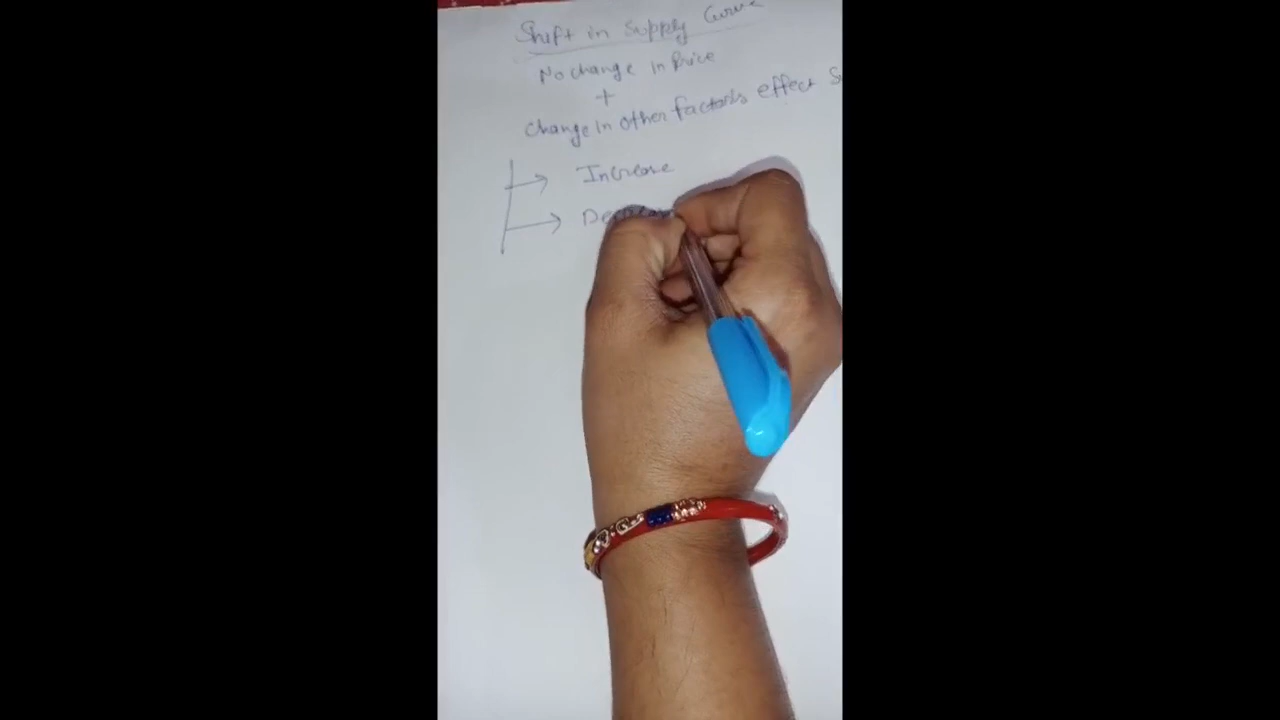 Shift in Supply Curve
No change in Price
+
Change in other factors effect
Increase